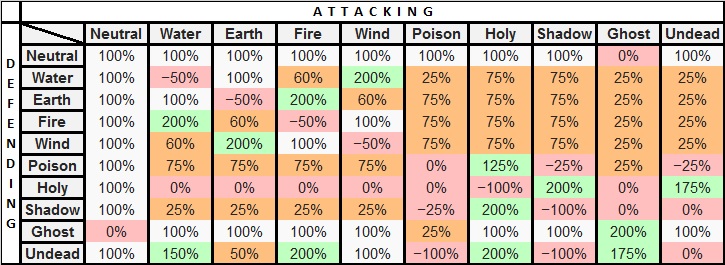 ATTACKING
DEFENDING
Neutral Water Earth Fire Wind Poison Holy Shadow Ghost Undead
Neutral 100% 100% 100% 100% 100% 100% 100% 100% 0% 100%
Water 100% −50% 100% 60% 200% 25% 75% 75% 25% 25%
Earth 100% 100% −50% 200% 60% 75% 75% 75% 25% 25%
Fire 100% 200% 60% −50% 100% 75% 75% 75% 25% 25%
Wind 100% 60% 200% 100% −50% 75% 75% 75% 25% 25%
Poison 100% 75% 75% 75% 75% 0% 125% −25% 25% −25%
Holy 100% 0% 0% 0% 0% 0% −100% 200% 0% 175%
Shadow 100% 25% 25% 25% 25% −25% 200% −100% 0% 0%
Ghost 0% 100% 100% 100% 100% 25% 100% 100% 200% 100%
Undead 100% 150% 50% 200% 100% −100% 200% −100% 175% 0%